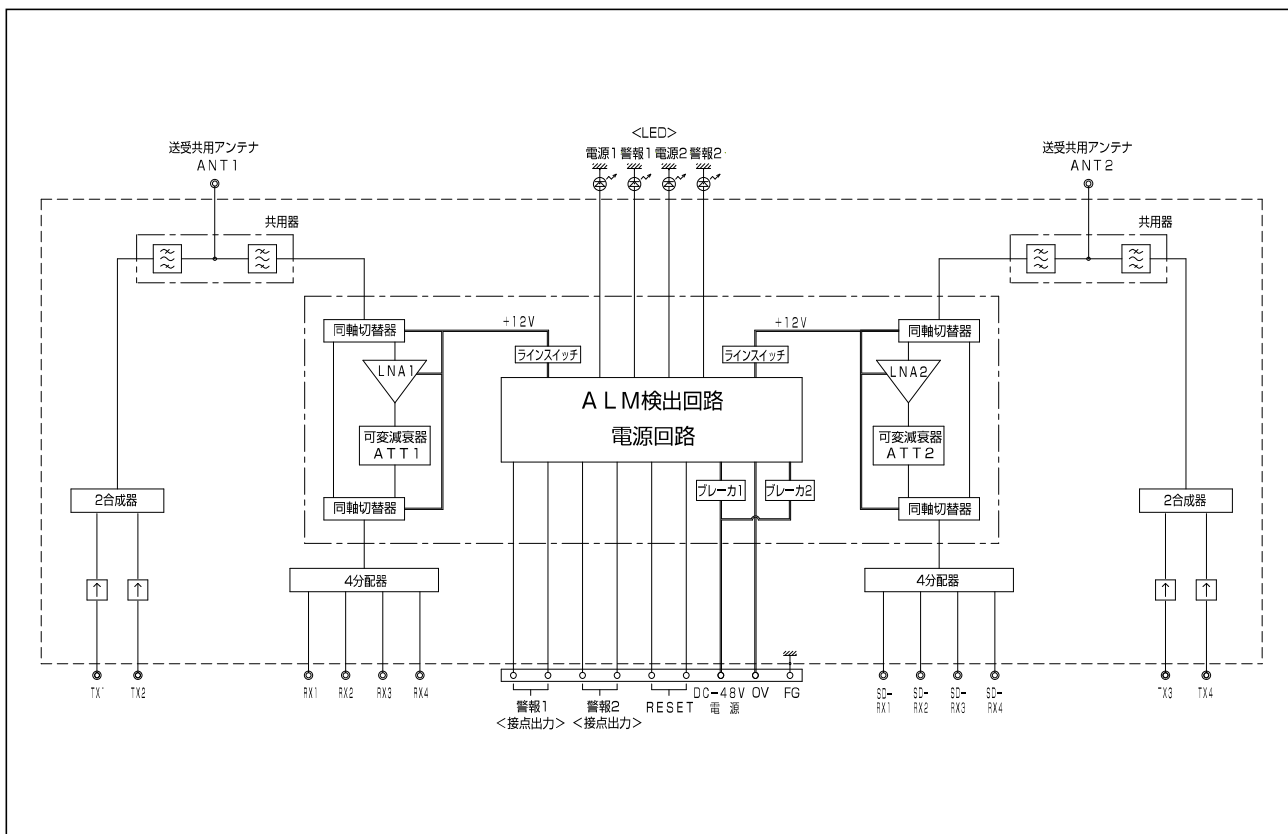 <LED>
電源1 警報1 電源2 警報2
送受共用アンテナ
ANT1
送受共用アンテナ
ANT2
共用器
共用器
+12V
+12V
同軸切替器
同軸切替器
ラインスイッチ
ラインスイッチ
LNA1
LNA2
ALM検出回路
電源回路
可変減衰器
ATT1
可変減衰器
ATT2
ブレーカ1
ブレーカ2
2合成器
2合成器
同軸切替器
同軸切替器
4分配器
4分配器
TX1
TX2
RX1
RX2
RX3
RX4
警報1
<接点出力>
警報2
<接点出力>
RESET
DC-48V
電源
0V
FG
SD-
RX1
SD-
RX2
SD-
RX3
SD-
RX4
TX3
TX4